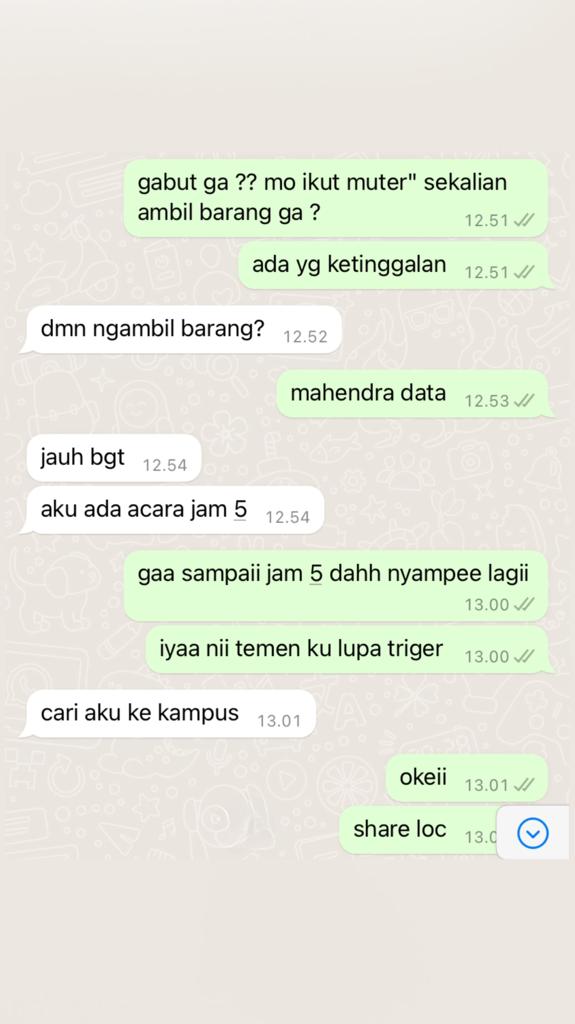 gabut ga ?? mo ikut muter" sekalian
ambil barang ga ?
12.51
ada yg ketinggalan
12.51
dmn ngambil barang?
12.52
mahendra data
12.53
jauh bgt
12.54
aku ada acara jam 5
12.54
gaa sampaii jam 5 dahh nyampee lagii
13.00
iyaa nii temen ku lupa triger
13.00
cari aku ke kampus
13.01
okeii
13.01
share loc